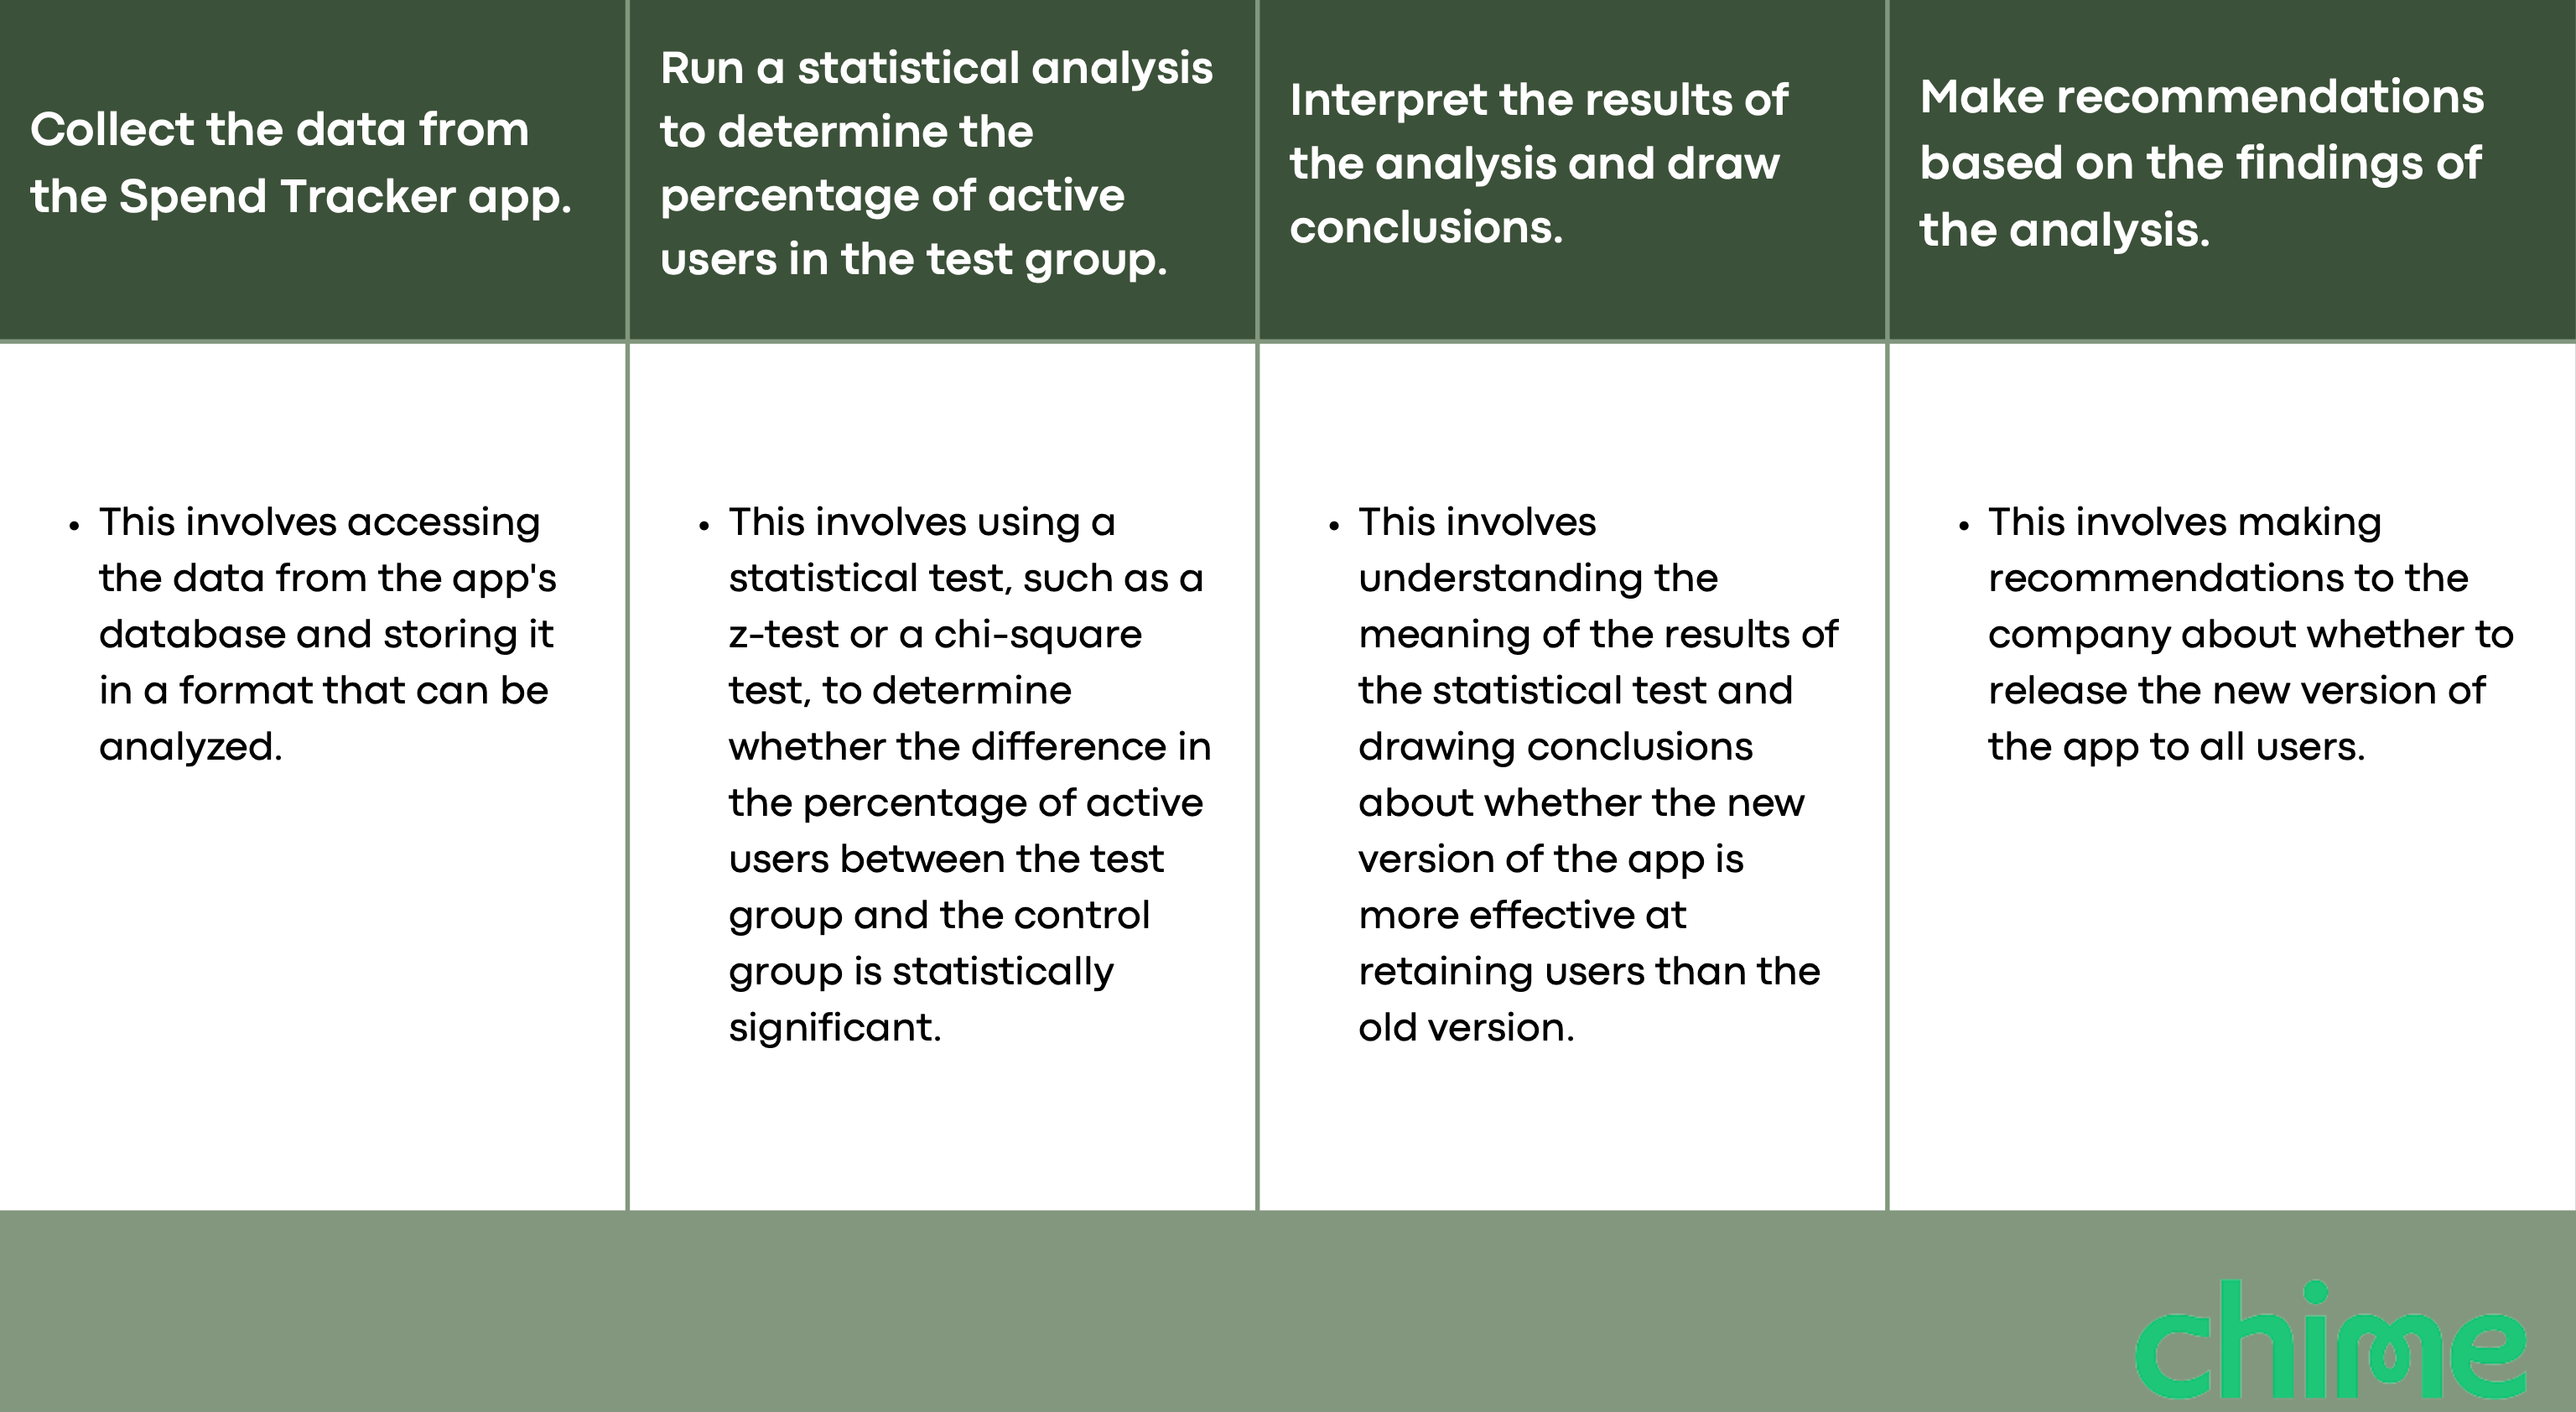 Collect the data from
the Spend Tracker app.
Run a statistical analysis
to determine the
percentage of active
users in the test group.
Interpret the results of
the analysis and draw
conclusions.
Make recommendations
based on the findings of
the analysis.
• This involves accessing
the data from the app's
database and storing it
in a format that can be
analyzed.
• This involves using a
statistical test, such as a
z-test or a chi-square
test, to determine
whether the difference in
the percentage of active
users between the test
group and the control
group is statistically
significant.
• This involves
understanding the
meaning of the results of
the statistical test and
drawing conclusions
about whether the new
version of the app is
more effective at
retaining users than the
old version.
• This involves making
recommendations to the
company about whether to
release the new version of
the app to all users.
chime